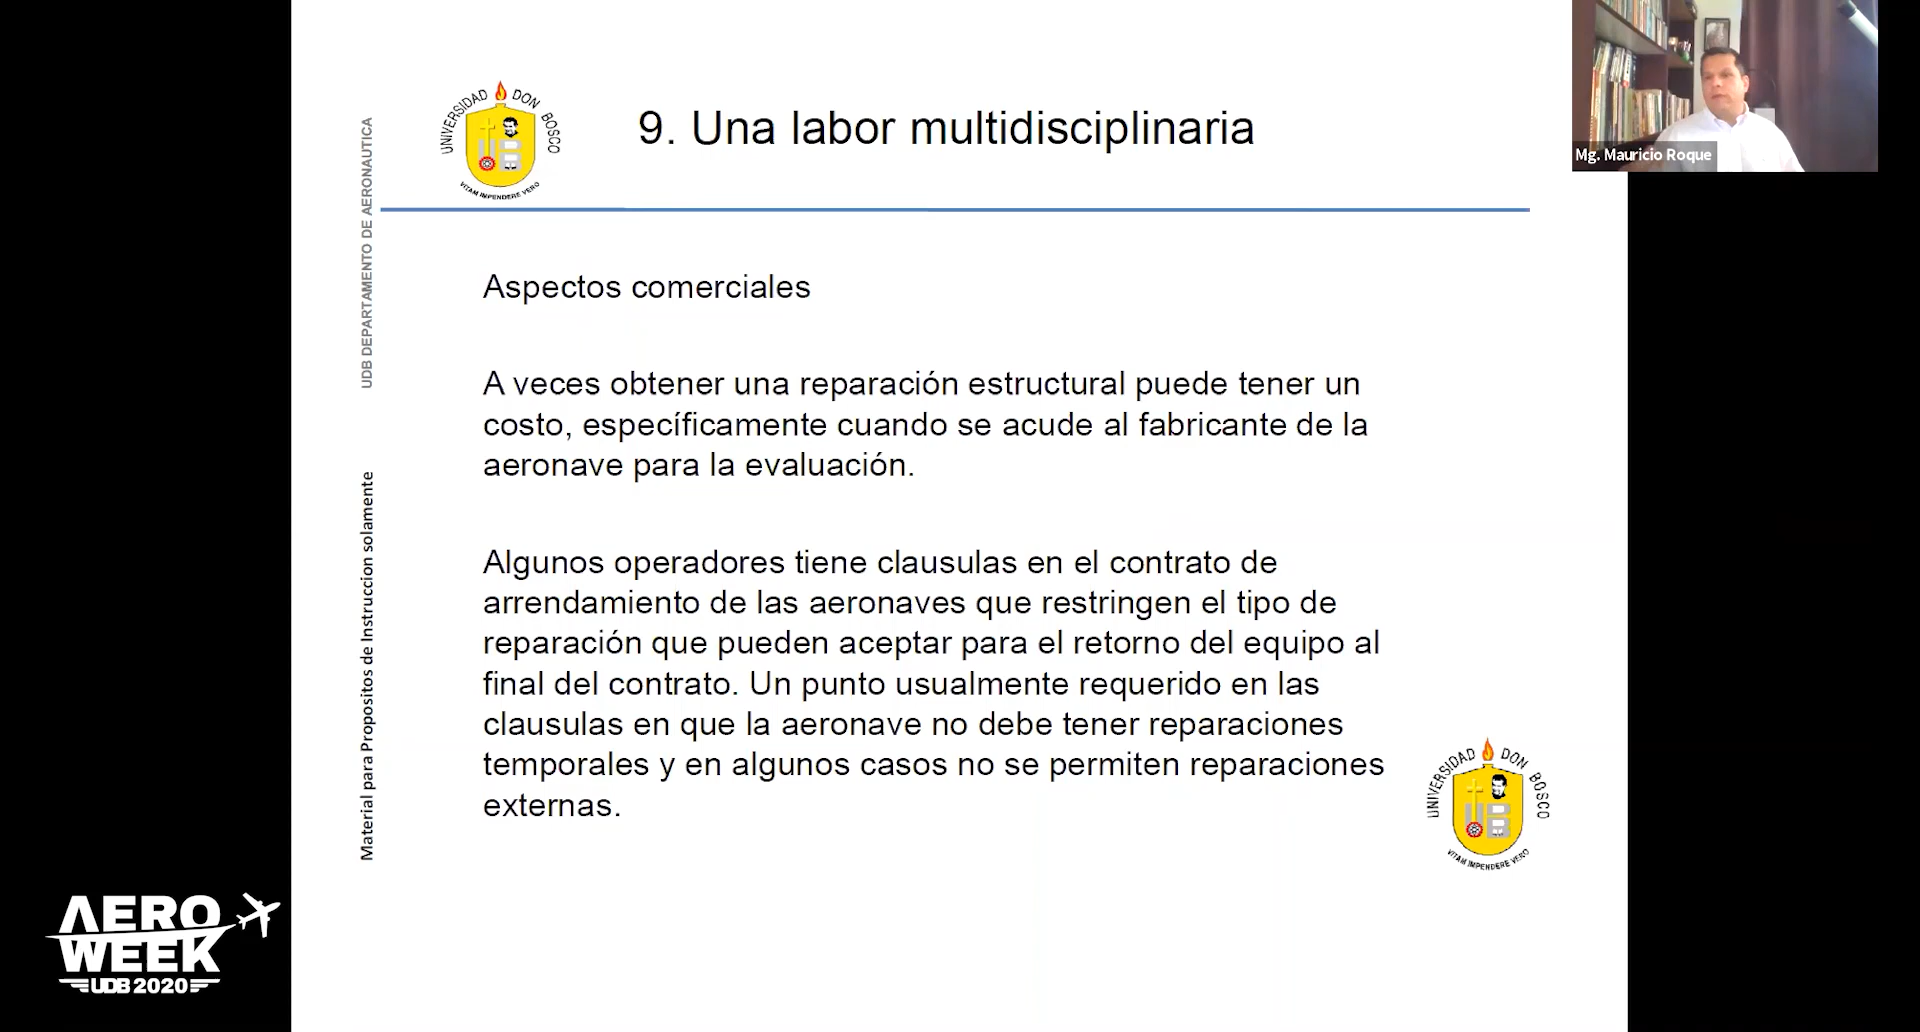 UNIVERSIDAD DON BOSCO
VITAM IMPENDERE VERO
9. Una labor multidisciplinaria
Mg. Mauricio Roque
UDB DEPARTAMENTO DE AERONAUTICA
Material para Propositos de Instruccion solamente
Aspectos comerciales
A veces obtener una reparación estructural puede tener un
costo, específicamente cuando se acude al fabricante de la
aeronave para la evaluación.
Algunos operadores tiene clausulas en el contrato de
arrendamiento de las aeronaves que restringen el tipo de
reparación que pueden aceptar para el retorno del equipo al
final del contrato. Un punto usualmente requerido en las
clausulas en que la aeronave no debe tener reparaciones
temporales y en algunos casos no se permiten reparaciones
externas.
UNIVERSIDAD DON BOSCO
VITAM IMPENDERE VERO
AERO
WEEK
UDB 2020